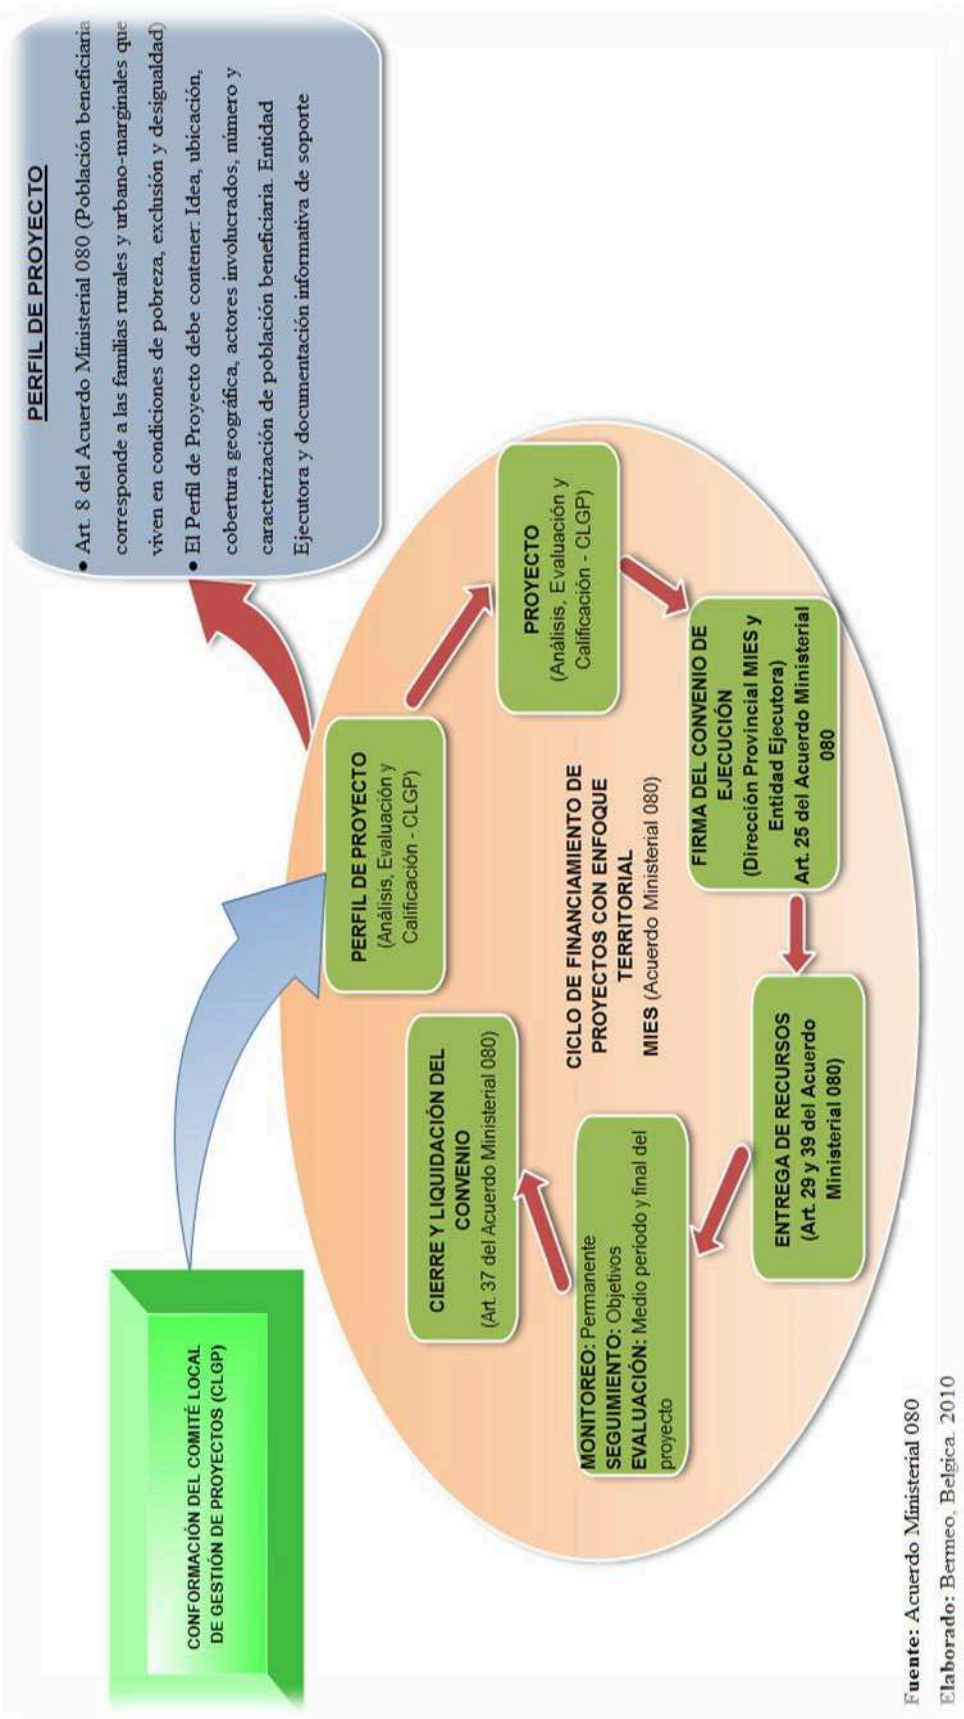 PERFIL DE PROYECTO
• Art. 8 del Acuerdo Ministerial 080 (Población beneficiaria
corresponde a las familias rurales y urbano-marginales que
viven en condiciones de pobreza, exclusión y desigualdad)
• El Perfil de Proyecto debe contener: Idea, ubicación,
cobertura geográfica, actores involucrados, número y
caracterización de población beneficiaria. Entidad
Ejecutora y documentación informativa de soporte
CONFORMACIÓN DEL COMITÉ LOCAL
DE GESTIÓN DE PROYECTOS (CLGP)
PERFIL DE PROYECTO
(Análisis, Evaluación y
Calificación - CLGP)
PROYECTO
(Análisis, Evaluación y
Calificación - CLGP)
FIRMA DEL CONVENIO DE
EJECUCIÓN
(Dirección Provincial MIES y
Entidad Ejecutora)
Art. 25 del Acuerdo Ministerial
080
ENTREGA DE RECURSOS
(Art. 29 y 39 del Acuerdo
Ministerial 080)
MONITOREO: Permanente
SEGUIMIENTO: Objetivos
EVALUACIÓN: Medio periodo y final del
proyecto
CIERRE Y LIQUIDACIÓN DEL
CONVENIO
(Art. 37 del Acuerdo Ministerial 080)
CICLO DE FINANCIAMIENTO DE
PROYECTOS CON ENFOQUE
TERRITORIAL
MIES (Acuerdo Ministerial 080)
Fuente: Acuerdo Ministerial 080
Elaborado: Bermeo, Belgica. 2010